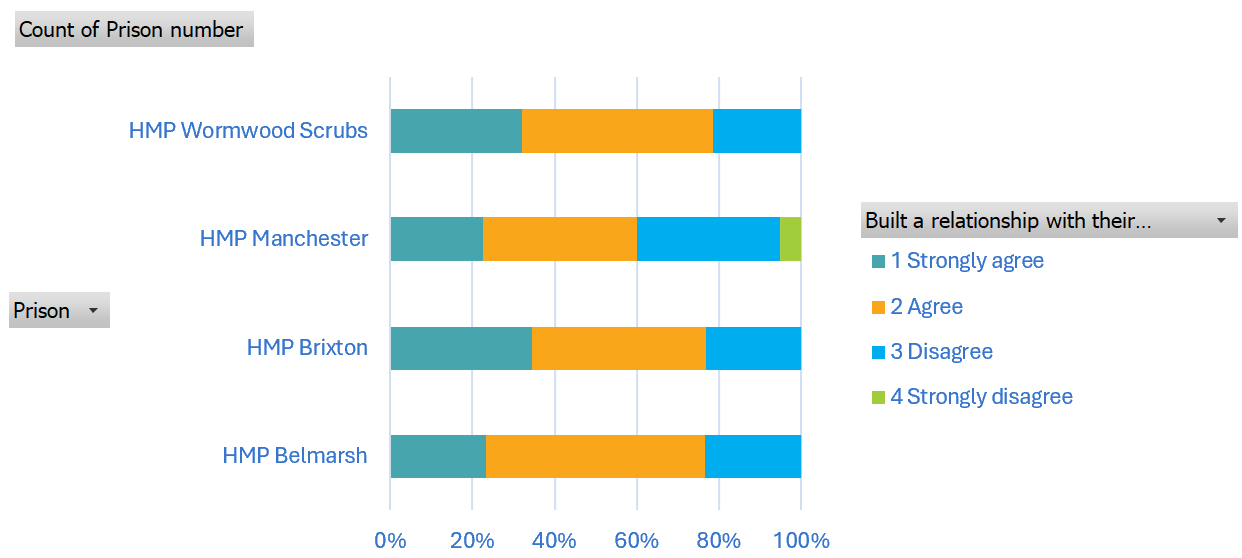 Count of Prison number
HMP Wormwood Scrubs
HMP Manchester
HMP Brixton
HMP Belmarsh
Prison
0% 20% 40% 60% 80% 100%
Built a relationship with their...
1 Strongly agree
2 Agree
3 Disagree
4 Strongly disagree